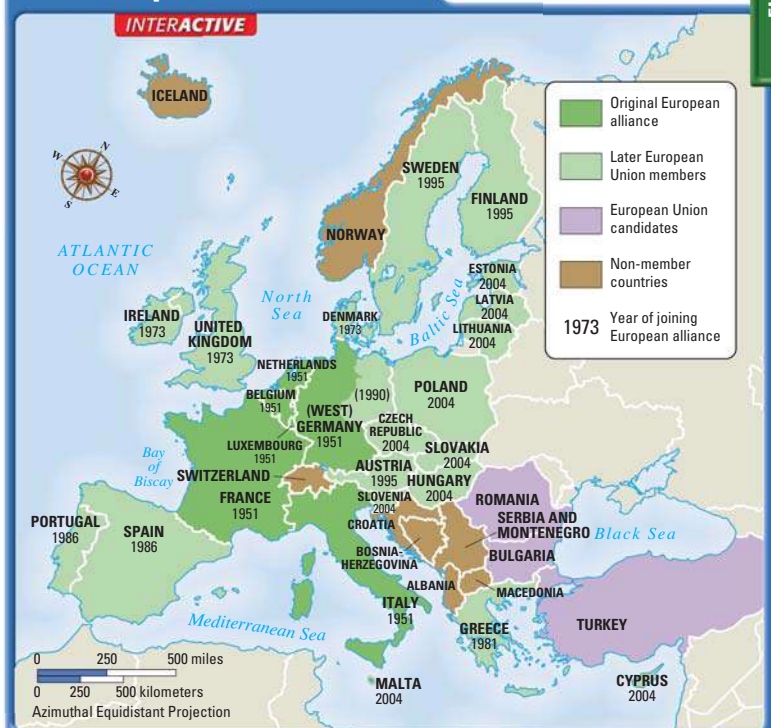 INTERACTIVE
ICELAND
N
W
E
S
Original European
alliance
Later European
Union members
European Union
candidates
Non-member
countries
1973
Year of joining
European alliance
SWEDEN
1995
FINLAND
1995
NORWAY
ATLANTIC
OCEAN
ESTONIA
2004
LATVIA
2004
LITHUANIA
2004
Baltic Sea
North
Sea
DENMARK
1973
IRELAND
1973
UNITED
KINGDOM
1973
NETHERLANDS
1951
BELGIUM
1951
(WEST)
GERMANY
1951
(1990)
POLAND
2004
LUXEMBOURG
1951
CZECH
REPUBLIC
2004
SLOVAKIA
2004
Bay
of
Biscay
SWITZERLAND
AUSTRIA
1995
HUNGARY
2004
FRANCE
1951
SLOVENIA
2004
CROATIA
ROMANIA
SERBIA AND
MONTENEGRO
Black Sea
PORTUGAL
1986
SPAIN
1986
BOSNIA-
HERZEGOVINA
BULGARIA
ALBANIA
MACEDONIA
ITALY
1951
Mediterranean Sea
GREECE
1981
TURKEY
MALTA
2004
CYPRUS
2004
0 250 500 miles
0 250 500 kilometers
Azimuthal Equidistant Projection